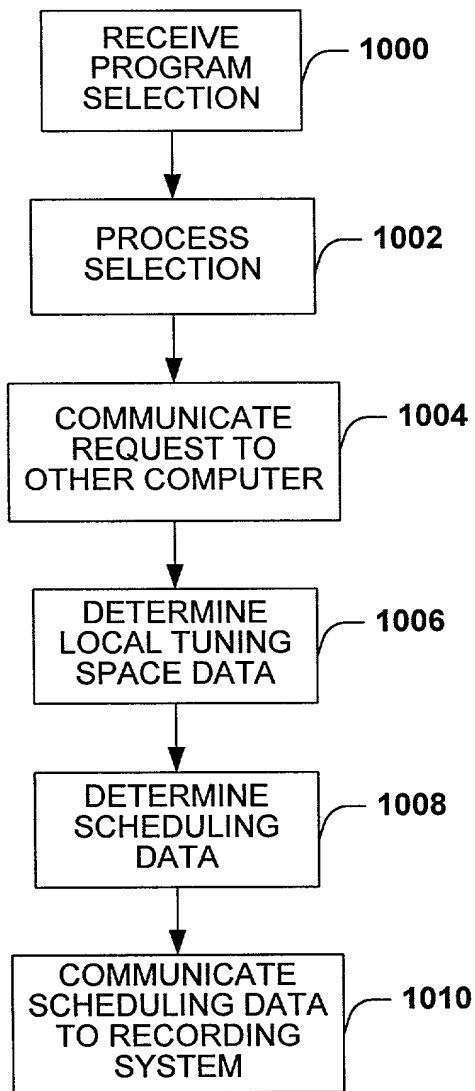 RECEIVE
PROGRAM
SELECTION
1000
PROCESS
SELECTION
1002
COMMUNICATE
REQUEST TO
OTHER COMPUTER
1004
DETERMINE
LOCAL TUNING
SPACE DATA
1006
DETERMINE
SCHEDULING
DATA
1008
COMMUNICATE
SCHEDULING DATA
TO RECORDING
SYSTEM
1010